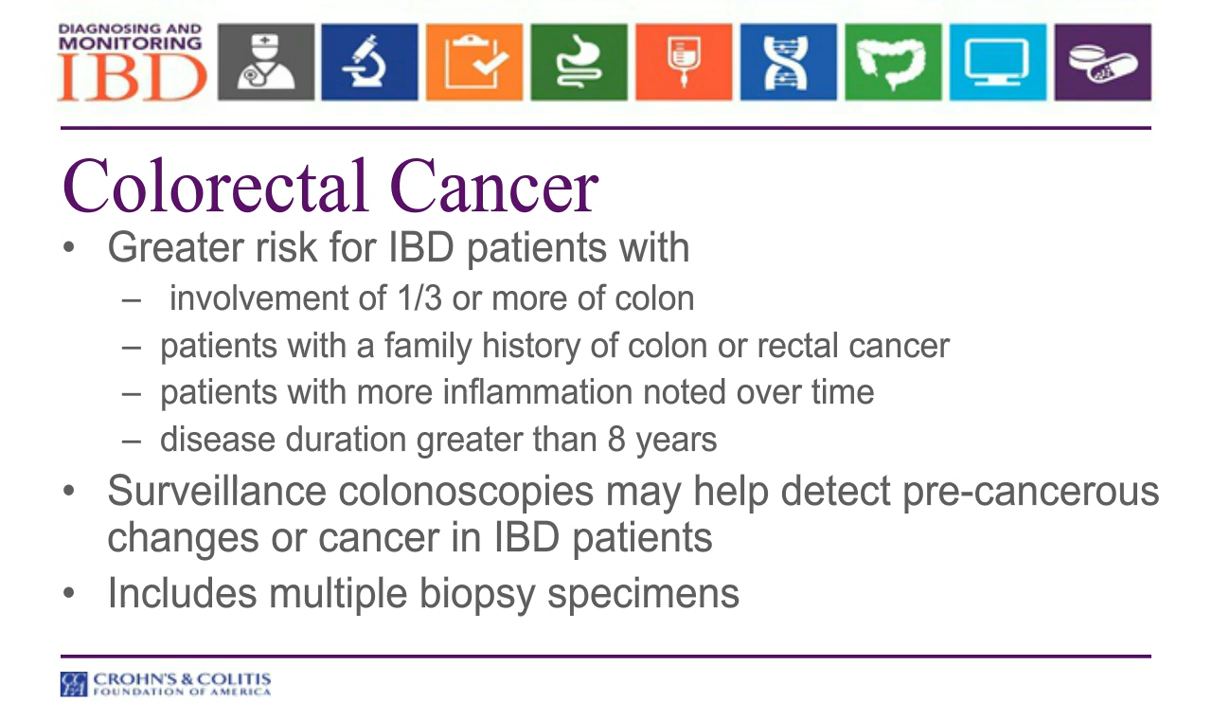 DIAGNOSING AND
MONITORING
IBD
Colorectal Cancer
• Greater risk for IBD patients with
– involvement of 1/3 or more of colon
– patients with a family history of colon or rectal cancer
– patients with more inflammation noted over time
– disease duration greater than 8 years
• Surveillance colonoscopies may help detect pre-cancerous
changes or cancer in IBD patients
• Includes multiple biopsy specimens
CROHN'S & COLITIS
FOUNDATION OF AMERICA